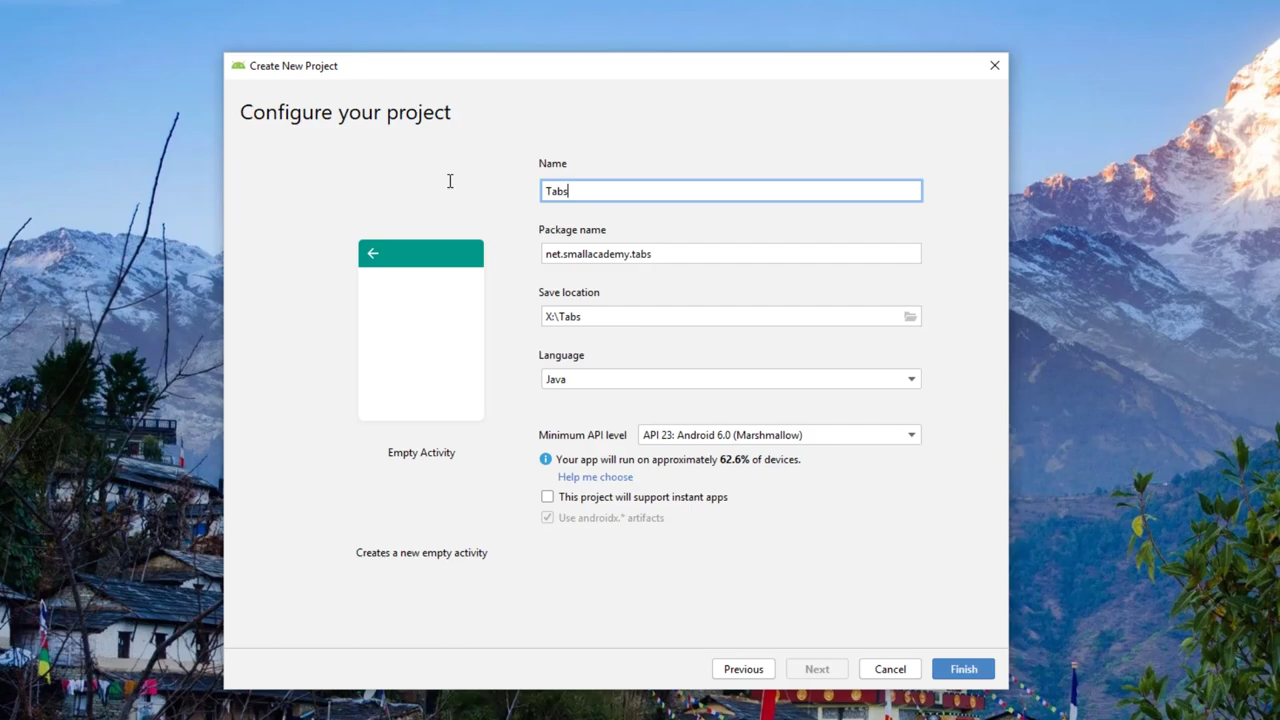 Create New Project
Configure your project
Name
Tabs
Package name
net.smallacademy.tabs
Save location
X:\Tabs
Language
Java
Minimum API level API 23: Android 6.0 (Marshmallow)
Your app will run on approximately 62.6% of devices.
Help me choose
This project will support instant apps
Use androidx.* artifacts
Empty Activity
Creates a new empty activity
Previous Next Cancel Finish